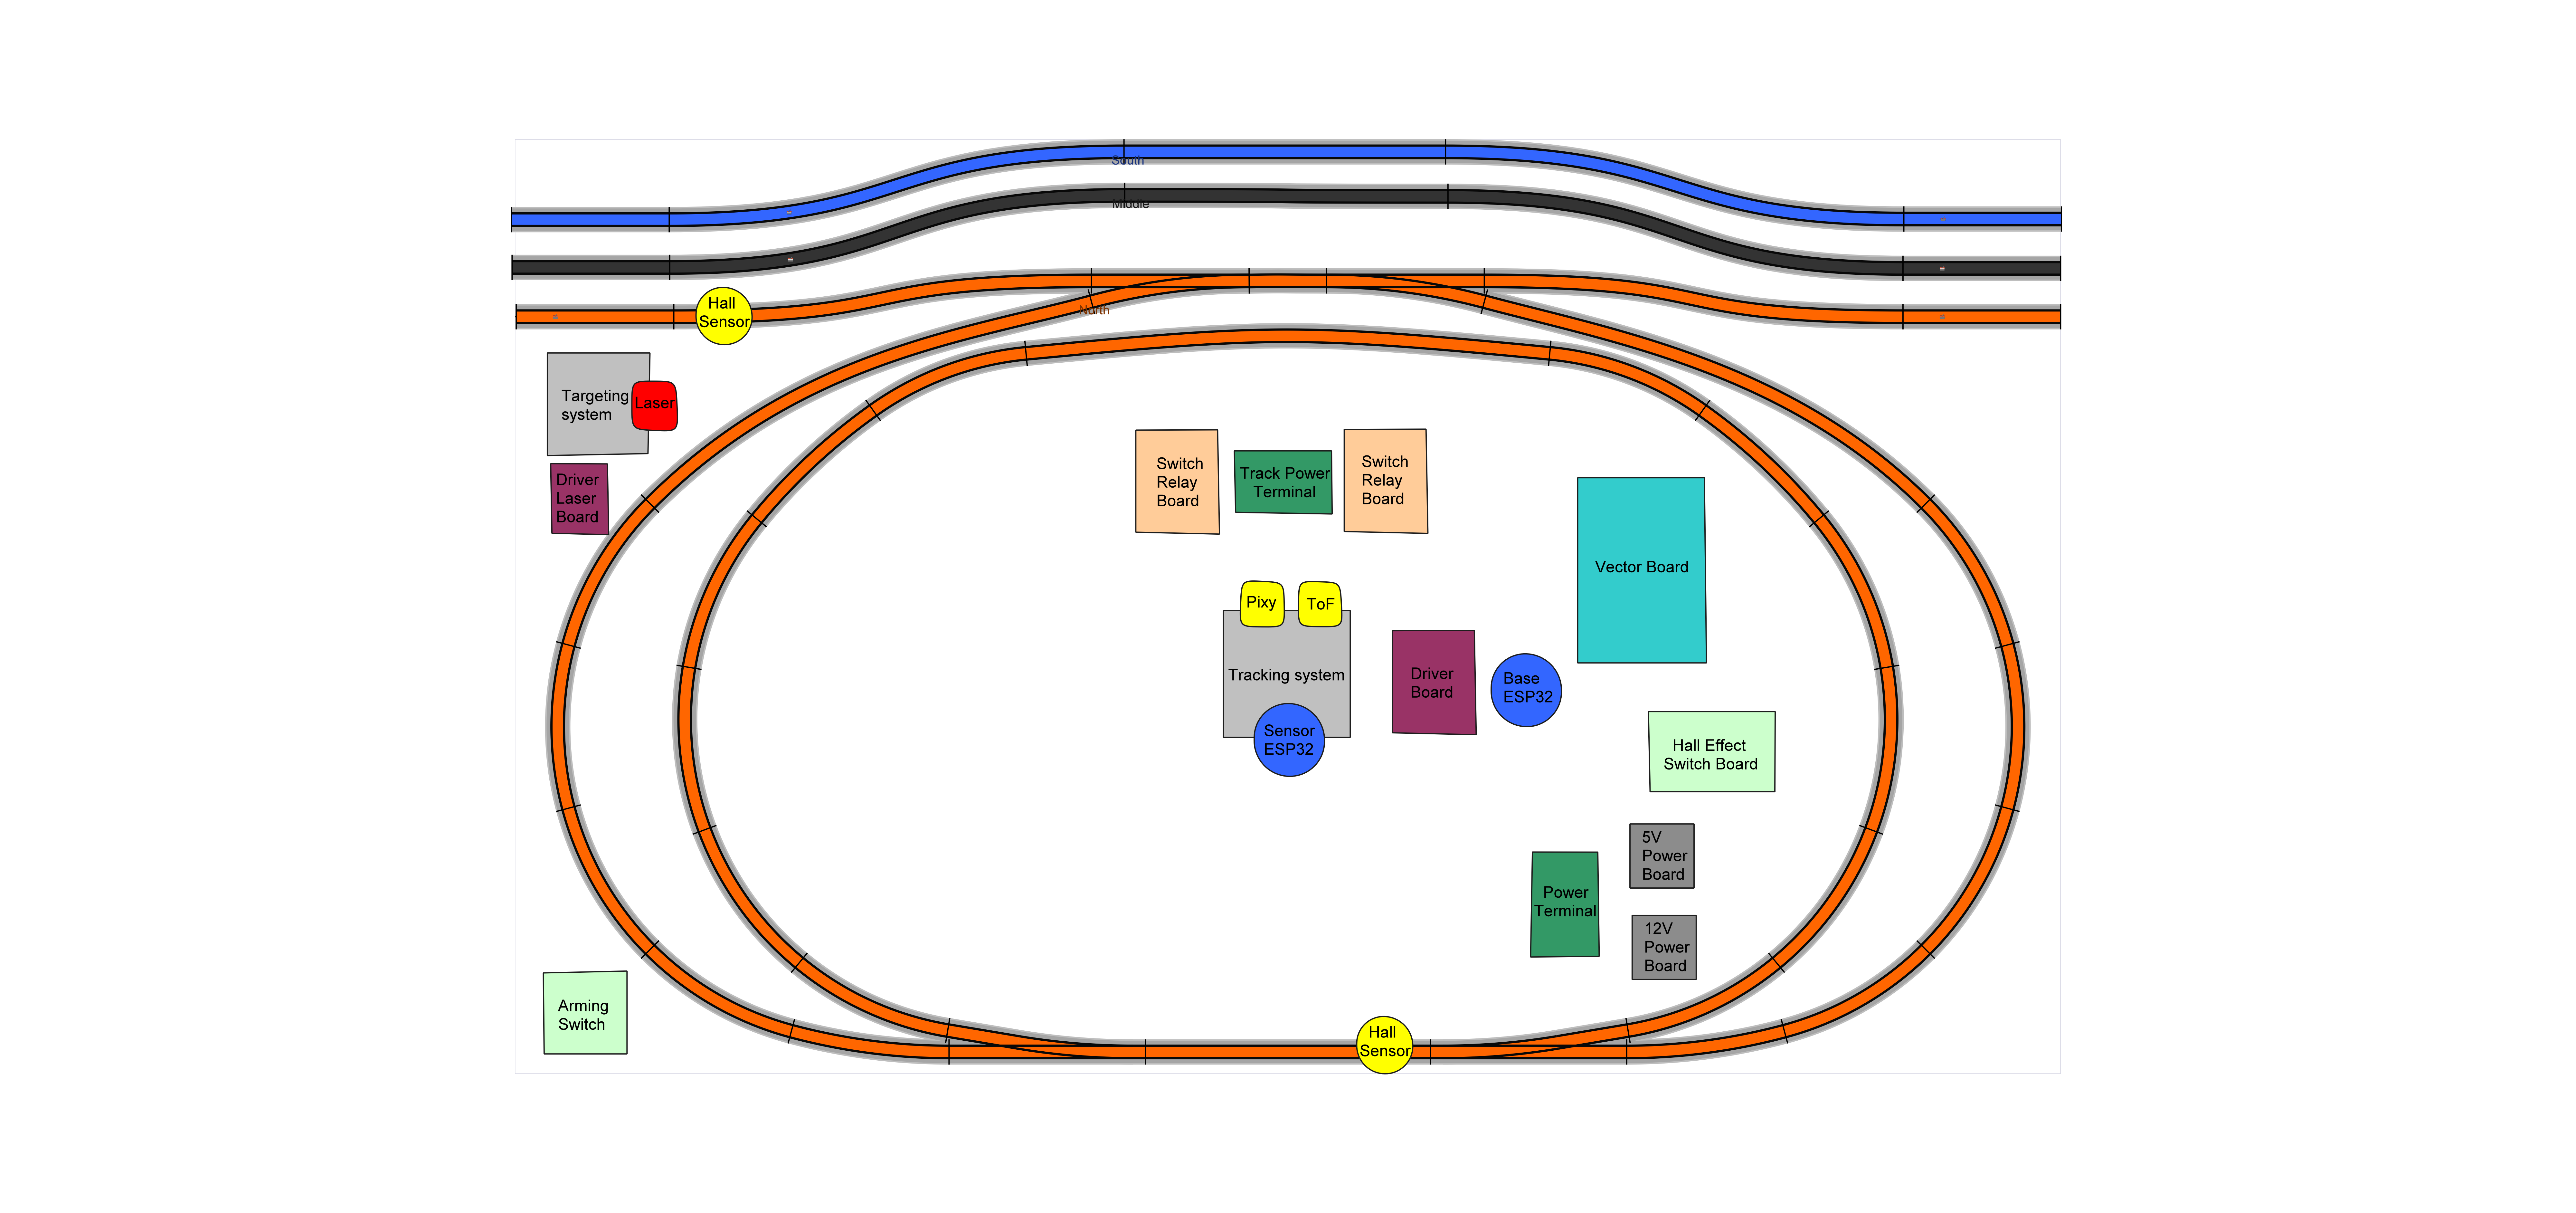 South
Middle
North
Hall
Sensor
Targeting
system
Laser
Driver
Laser
Board
Switch
Relay
Board
Track Power
Terminal
Switch
Relay
Board
Vector Board
Pixy
ToF
Tracking system
Sensor
ESP32
Driver
Board
Base
ESP32
Hall Effect
Switch Board
5V
Power
Board
Power
Terminal
12V
Power
Board
Arming
Switch
Hall
Sensor